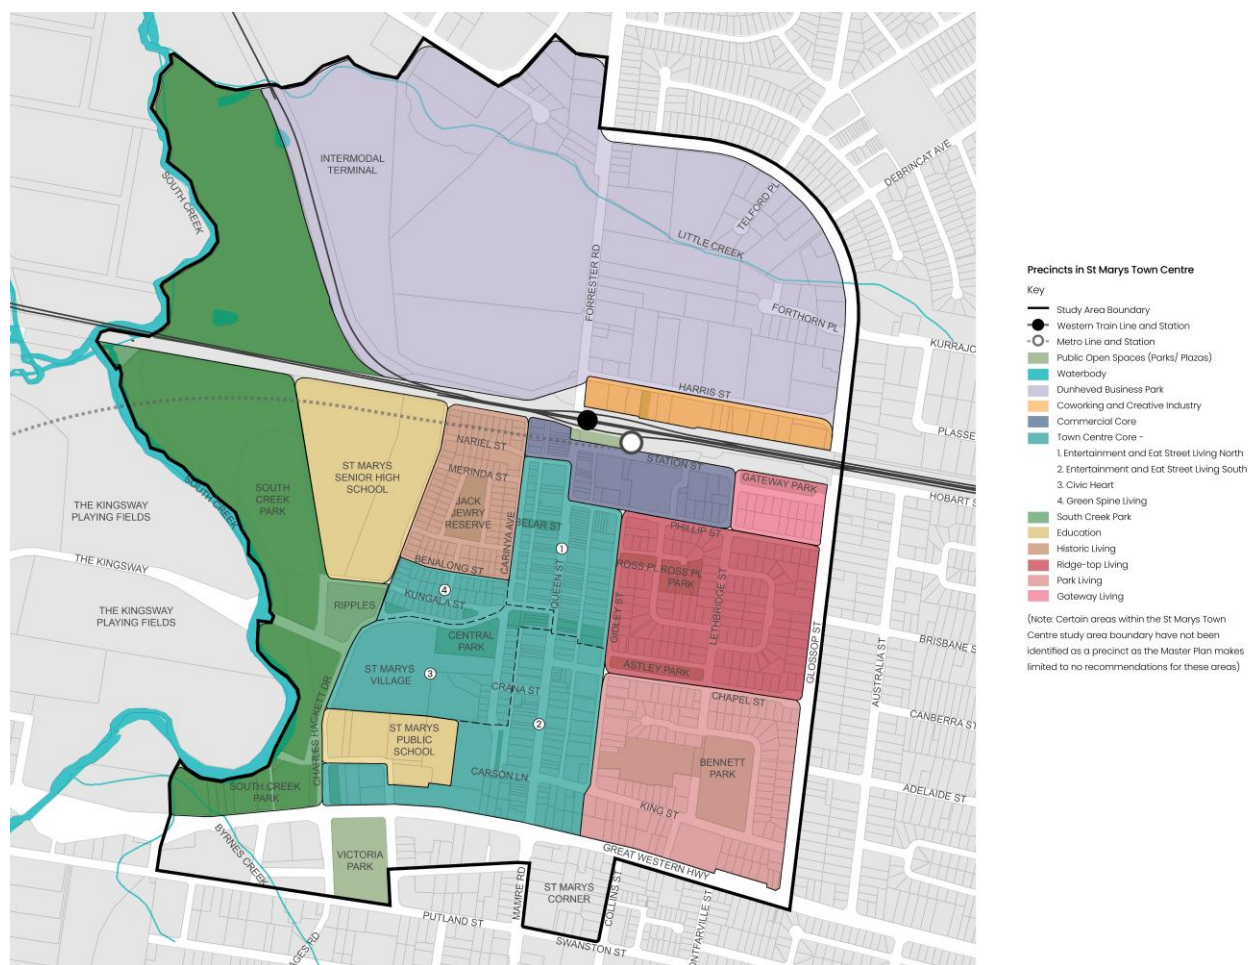 INTERMODAL
TERMINAL
SOUTH CREEK
DEBRINCAT AVE
TELFORD PL
LITTLE CREEK
FORRESTER RD
FORTHORN PL
KURRAJO
HARRIS ST
PLASSE
STATION ST
HOBART S
GATEWAY PARK
NARIEL ST
MERINDA ST
ST MARYS
SENIOR HIGH
SCHOOL
JACK
JEWRY
RESERVE
CARINYA AVE
BELAR ST
1
PHILLIP ST
SOUTH
CREEK
PARK
SOUTH CREEK
THE KINGSWAY
PLAYING FIELDS
THE KINGSWAY
THE KINGSWAY
PLAYING FIELDS
BENALONG ST
4
KUNGALA ST
QUEEN ST
ROSS PL
ROSS PL
PARK
LETHBRIDGE ST
GIDLEY ST
RIPPLES
CENTRAL
PARK
GLOSSOP ST
BRISBANE S
AUSTRALIA ST
ST MARYS
VILLAGE
3
ASTLEY PARK
CRANA ST
CHAPEL ST
CANBERRA ST
2
CHARLES HACKETT DR
ST MARYS
PUBLIC
SCHOOL
BENNETT
PARK
CARSON LN
ADELAIDE ST
SOUTH CREEK
PARK
KING ST
BYRNES CREEK
VICTORIA
PARK
GREAT WESTERN HWY
MAMRE RD
ST MARYS
CORNER
COLLINS ST
PUTLAND ST
SWANSTON ST
Precincts in St Marys Town Centre
Key
Study Area Boundary
Western Train Line and Station
Metro Line and Station
Public Open Spaces (Parks/ Plazas)
Waterbody
Dunheved Business Park
Coworking and Creative Industry
Commercial Core
Town Centre Core -
1. Entertainment and Eat Street Living North
2. Entertainment and Eat Street Living South
3. Civic Heart
4. Green Spine Living
South Creek Park
Education
Historic Living
Ridge-top Living
Park Living
Gateway Living
(Note: Certain areas within the St Marys Town
Centre study area boundary have not been
identified as a precinct as the Master Plan makes
limited to no recommendations for these areas)